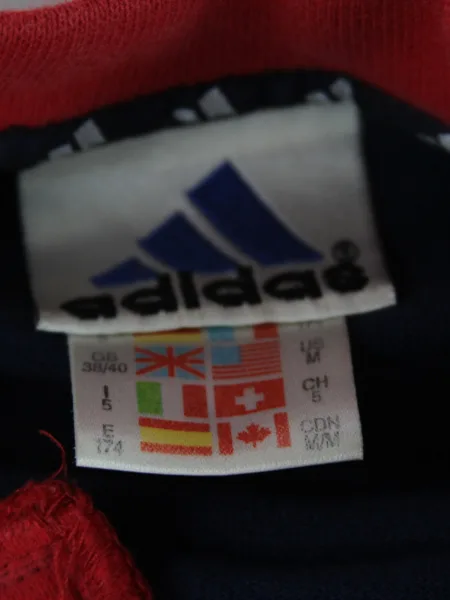 adidas ®
GB US
38/40 M
I CH
5 5
E CDN
174 M/M